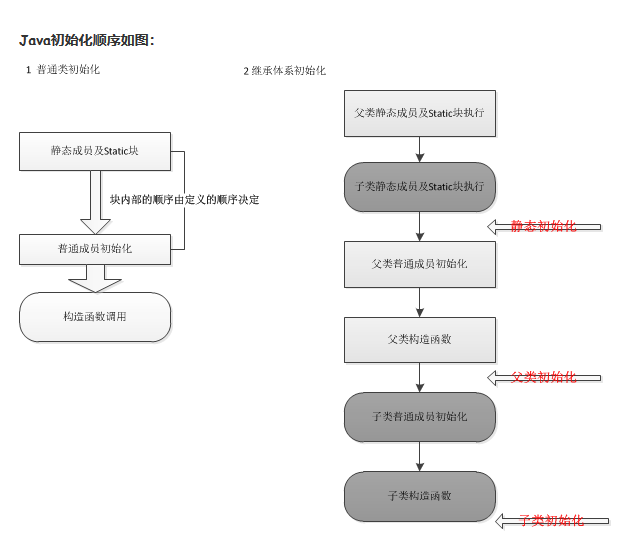 Java初始化顺序如图：
1 普通类初始化
静态成员及Static块
块内部的顺序由定义的顺序决定
普通成员初始化
构造函数调用
2 继承体系初始化
父类静态成员及Static块执行
子类静态成员及Static块执行
静态初始化
父类普通成员初始化
父类构造函数
父类初始化
子类普通成员初始化
子类构造函数
子类初始化